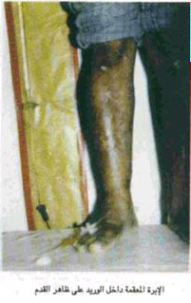 الإبرة المعقمة داخل الوريد على ظاهر القدم